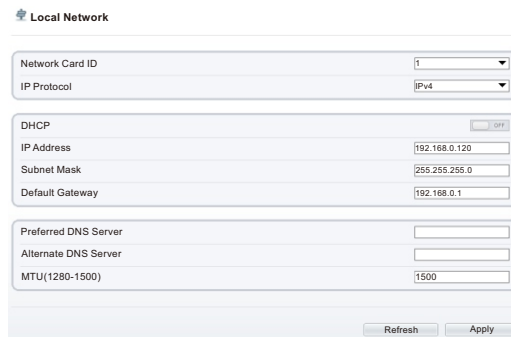 Local Network
Network Card ID 1
IP Protocol IPv4
DHCP OFF
IP Address 192.168.0.120
Subnet Mask 255.255.255.0
Default Gateway 192.168.0.1
Preferred DNS Server
Alternate DNS Server
MTU(1280-1500) 1500
Refresh Apply